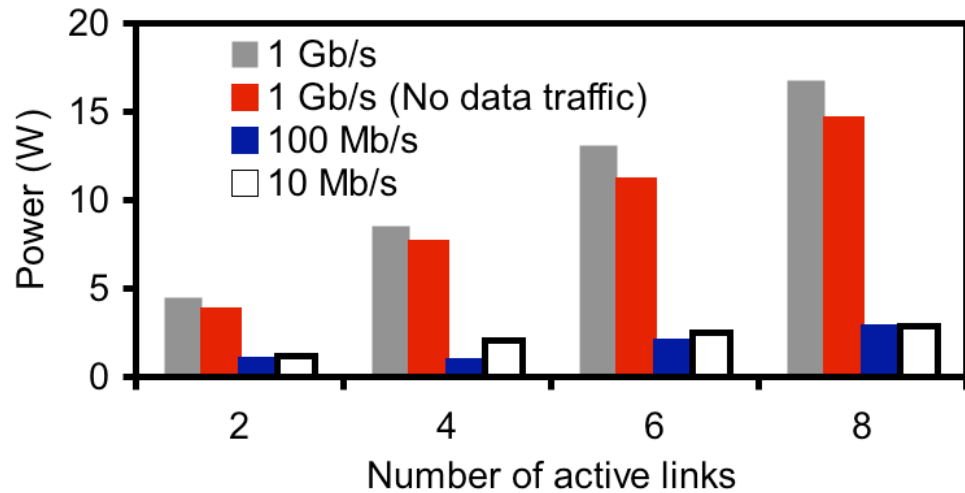 20
15
10
5
0
Power (W)
1 Gb/s
1 Gb/s (No data traffic)
100 Mb/s
10 Mb/s
2 4 6 8
Number of active links